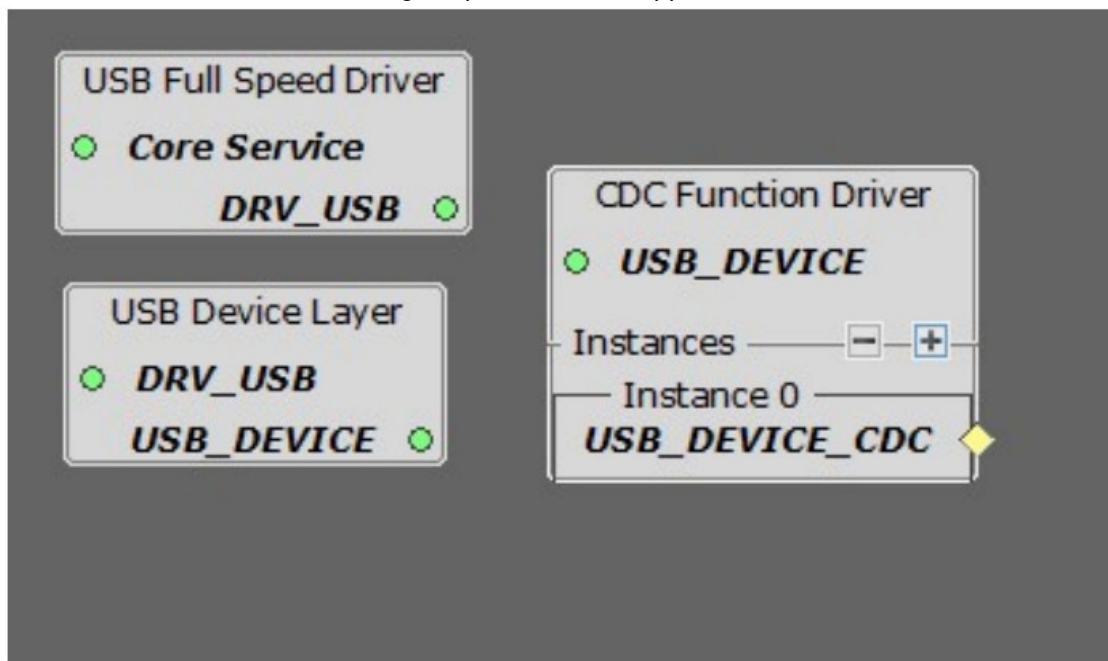 USB Full Speed Driver
Core Service
DRV_USB
USB Device Layer
DRV_USB
USB_DEVICE
CDC Function Driver
USB_DEVICE
Instances
Instance 0
USB_DEVICE_CDC